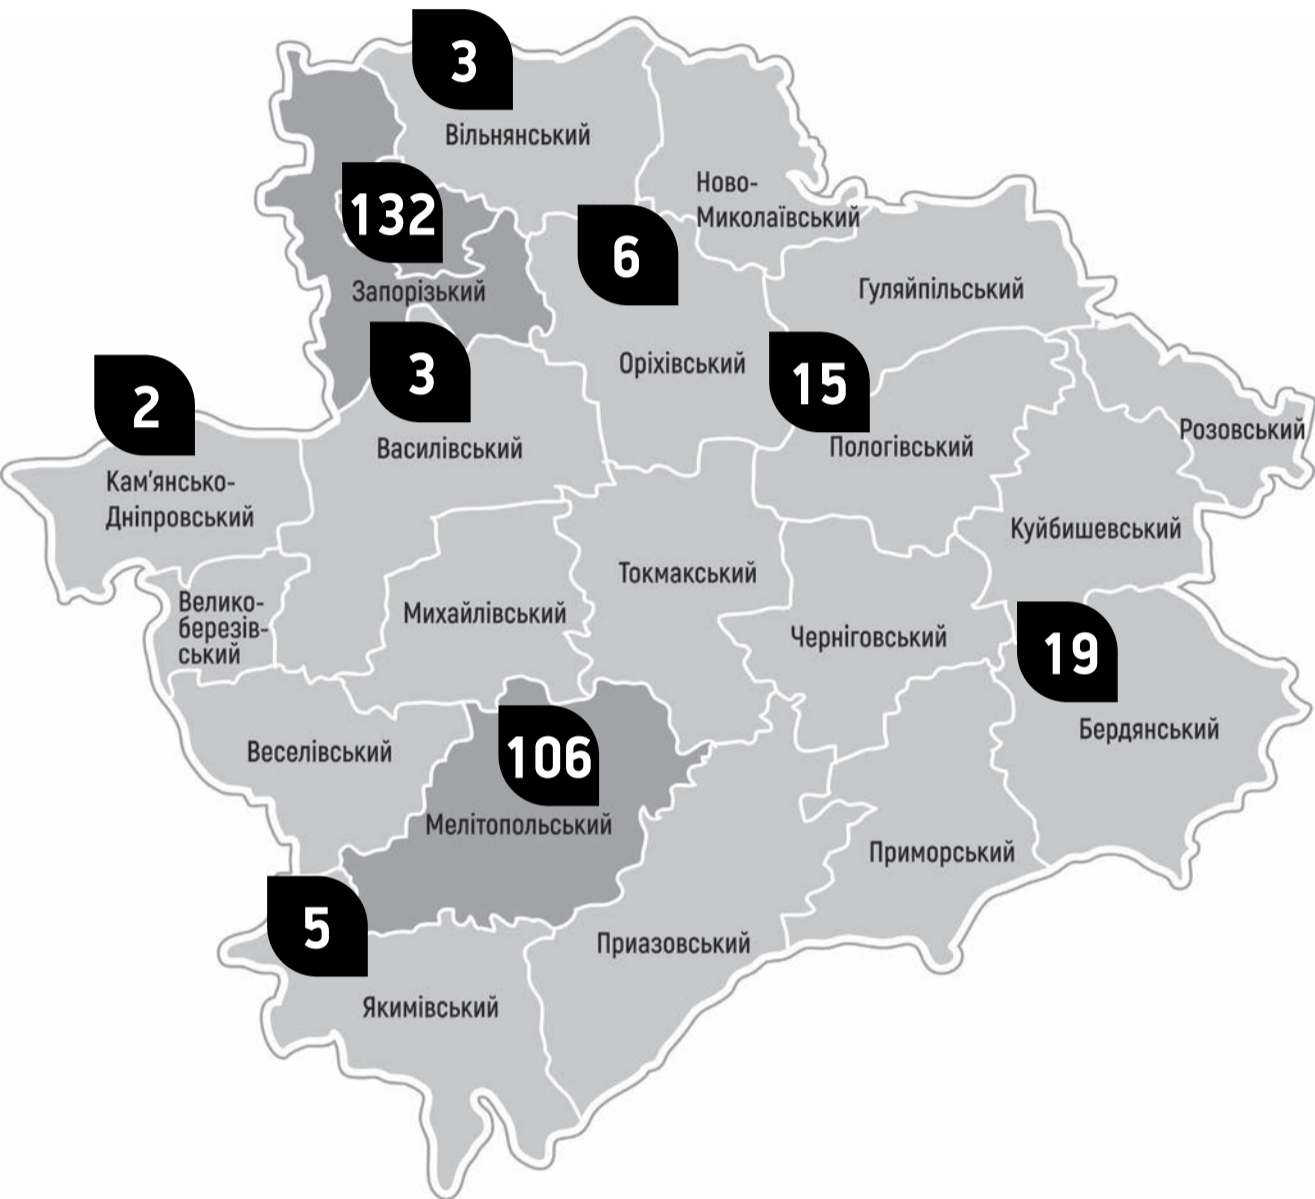 3
Вільнянський
132
Ново-
Миколаївський
6
Запорізький
Гуляйпільський
3
Оріхівський
15
2
Василівський
Пологівський
Розовський
Кам’янсько-
Дніпровський
Куйбишевський
Токмакський
Велико-
березів-
ський
Михайлівський
Черніговський
19
Бердянський
Веселівський
106
Мелітопольський
Приморський
5
Приазовський
Якимівський